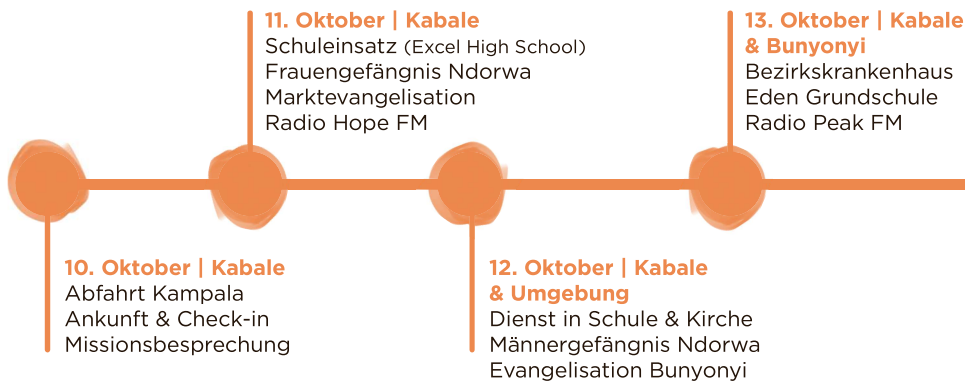 11. Oktober | Kabale
Schuleinsatz (Excel High School)
Frauengefängnis Ndorwa
Marktevangelisation
Radio Hope FM
13. Oktober | Kabale
& Bunyonyi
Bezirkskrankenhaus
Eden Grundschule
Radio Peak FM
10. Oktober | Kabale
Abfahrt Kampala
Ankunft & Check-in
Missionsbesprechung
12. Oktober | Kabale
& Umgebung
Dienst in Schule & Kirche
Männergefängnis Ndorwa
Evangelisation Bunyonyi